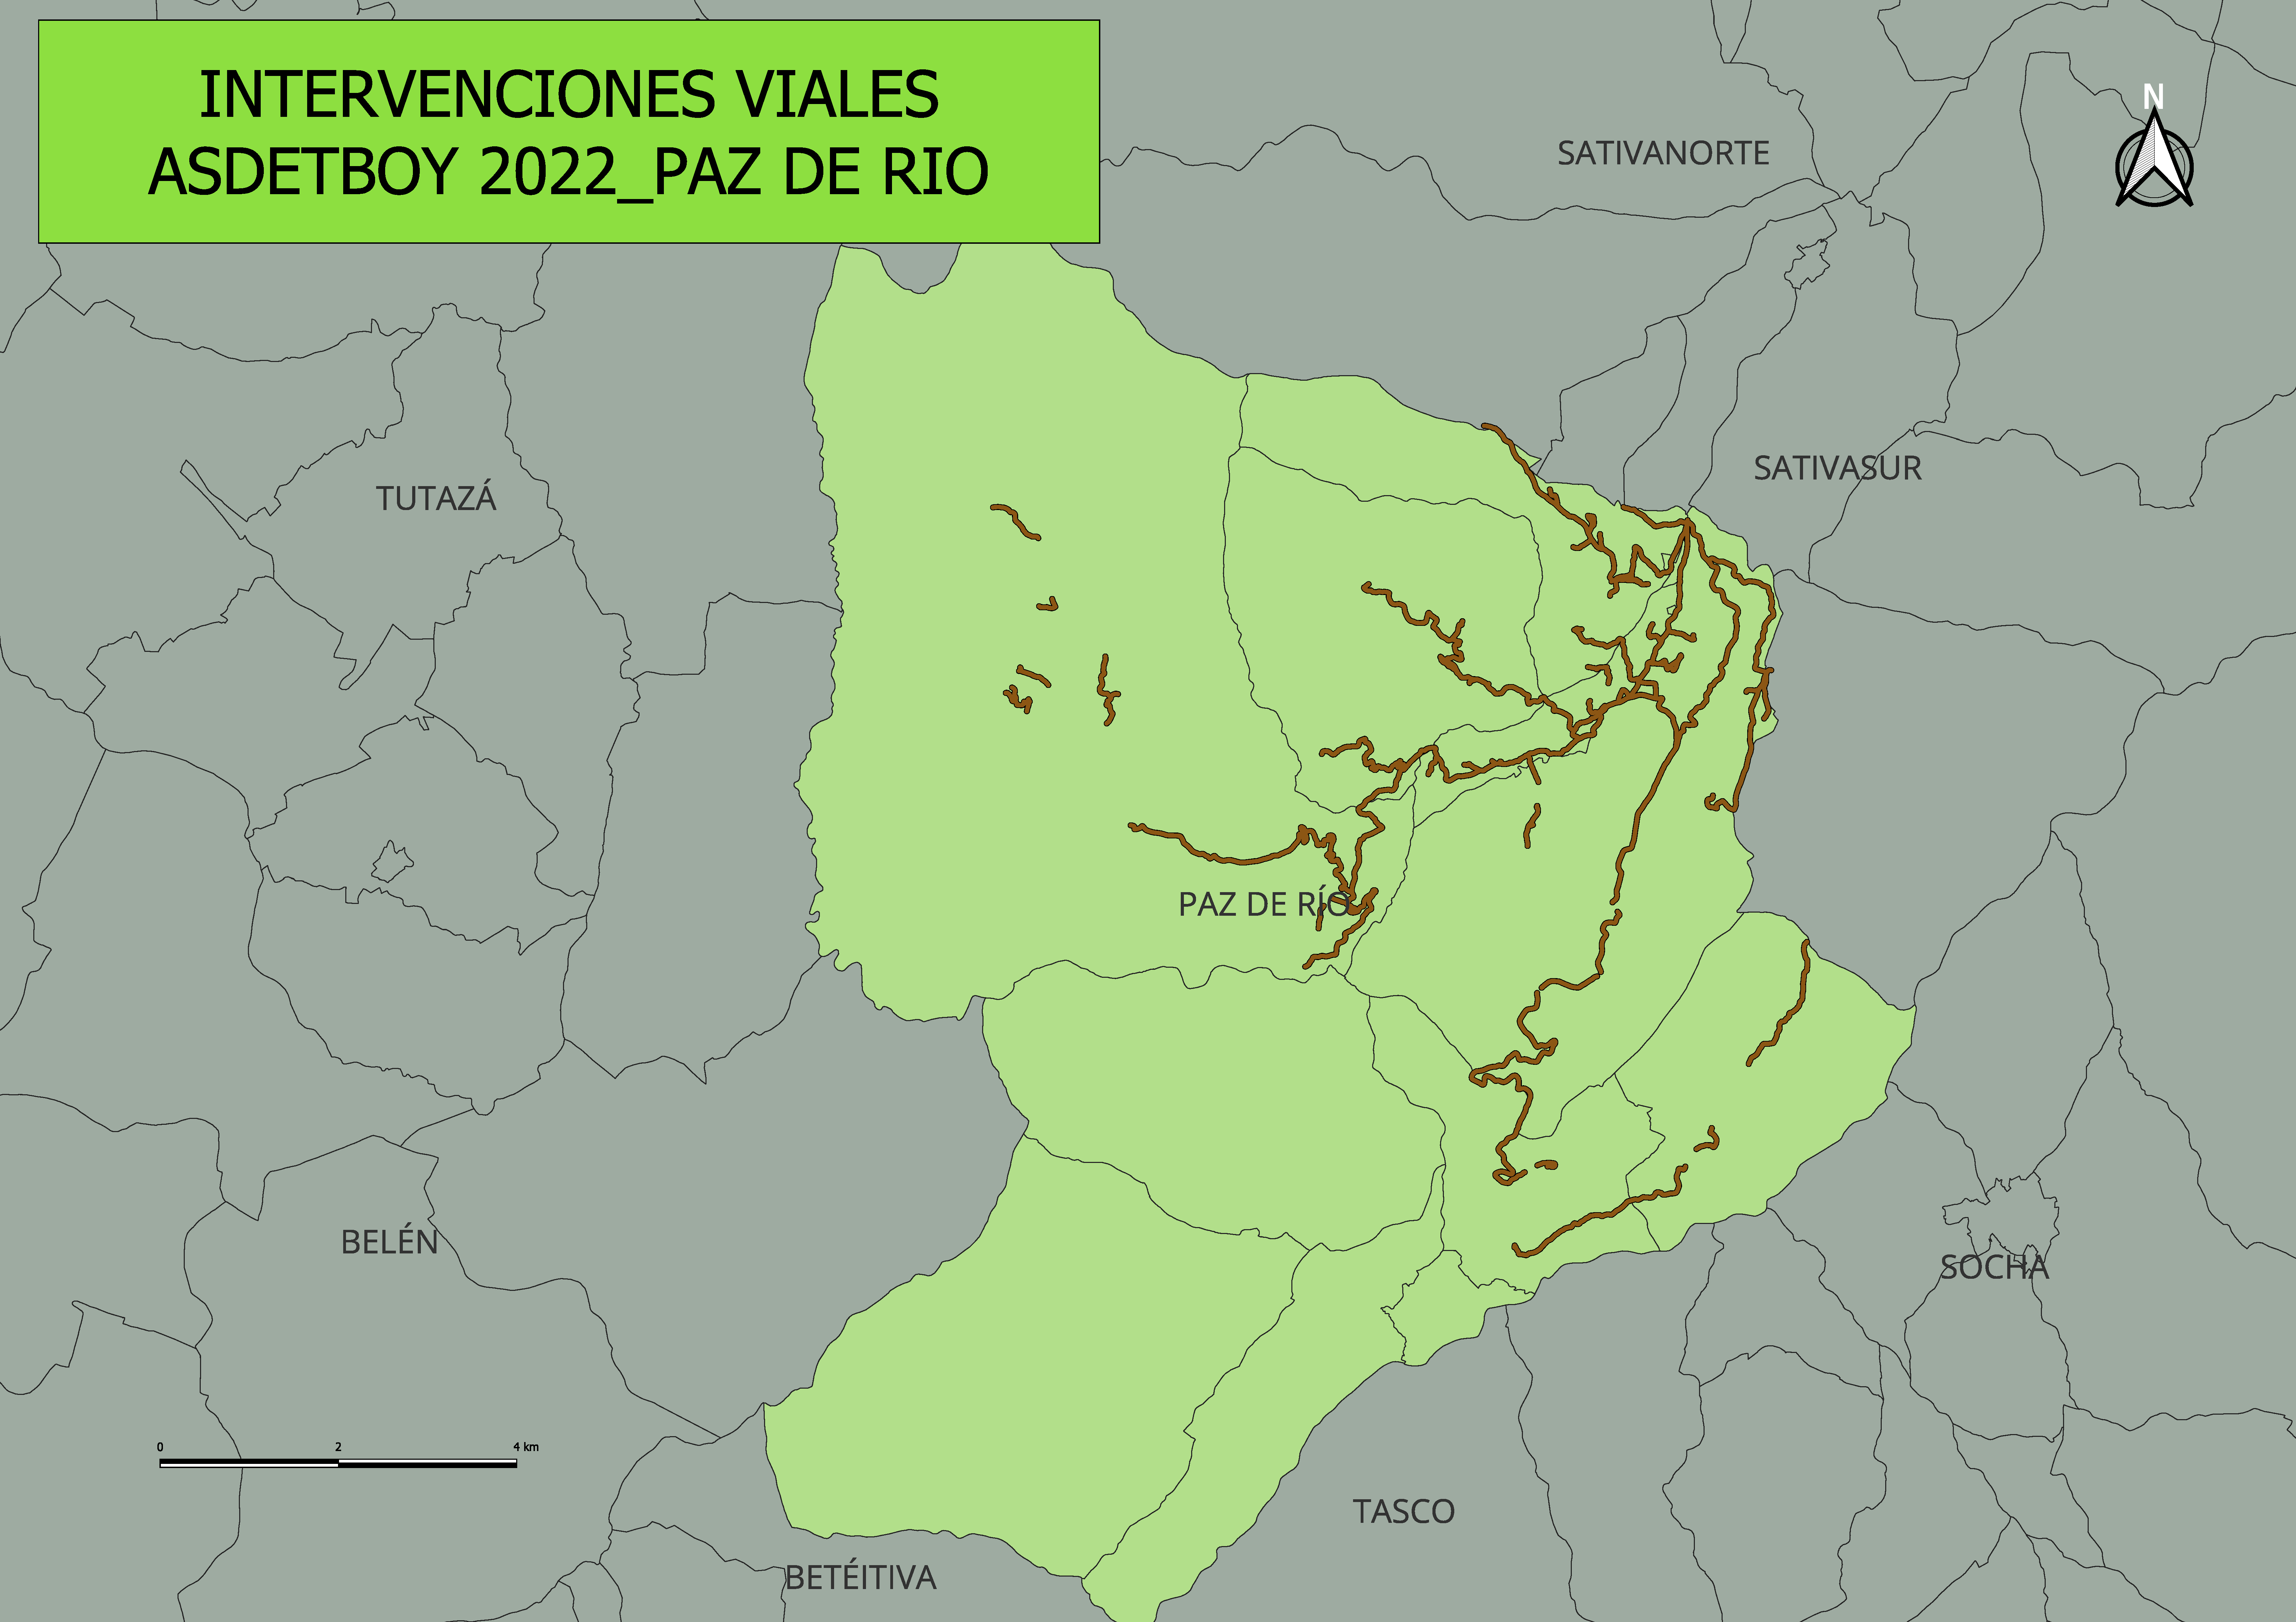 INTERVENCIONES VIALES
ASDETBOY 2022_PAZ DE RIO
N
SATIVANORTE
SATIVASUR
TUTAZÁ
PAZ DE RÍO
BELÉN
SOCHA
0 2 4 km
TASCO
BETÉITIVA